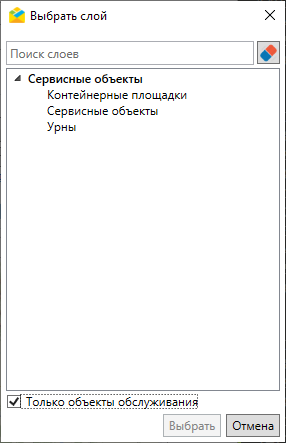 Выбрать слой
Поиск слоев
Сервисные объекты
Контейнерные площадки
Сервисные объекты
Урны
Только объекты обслуживания
Выбрать
Отмена